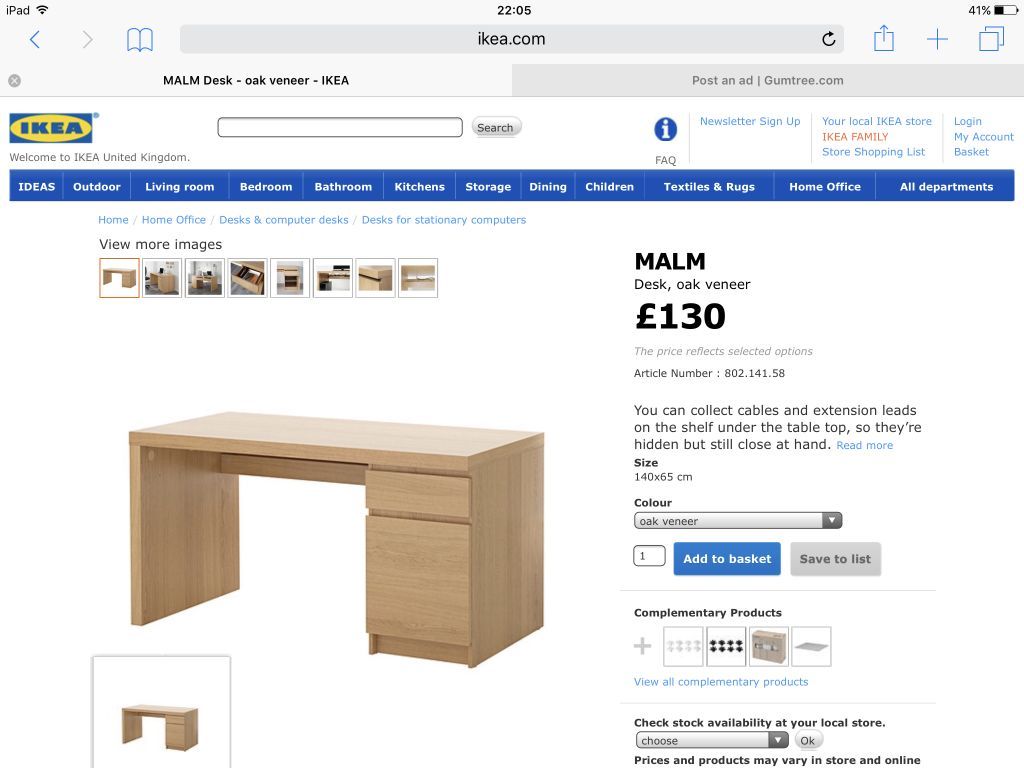 iPad 22:05 41%
ikea.com
MALM Desk - oak veneer - IKEA
Post an ad | Gumtree.com
IKEA ®
Search
FAQ
Newsletter Sign Up
Your local IKEA store
IKEA FAMILY
Store Shopping List
Login
My Account
Basket
Welcome to IKEA United Kingdom.
IDEAS Outdoor Living room Bedroom Bathroom Kitchens Storage Dining Children Textiles & Rugs Home Office All departments
Home / Home Office / Desks & computer desks / Desks for stationary computers
View more images
MALM
Desk, oak veneer
£130
The price reflects selected options
Article Number : 802.141.58
You can collect cables and extension leads
on the shelf under the table top, so they’re
hidden but still close at hand. Read more
Size
140x65 cm
Colour
oak veneer
1 Add to basket Save to list
Complementary Products
View all complementary products
Check stock availability at your local store.
choose Ok
Prices and products may vary in store and online